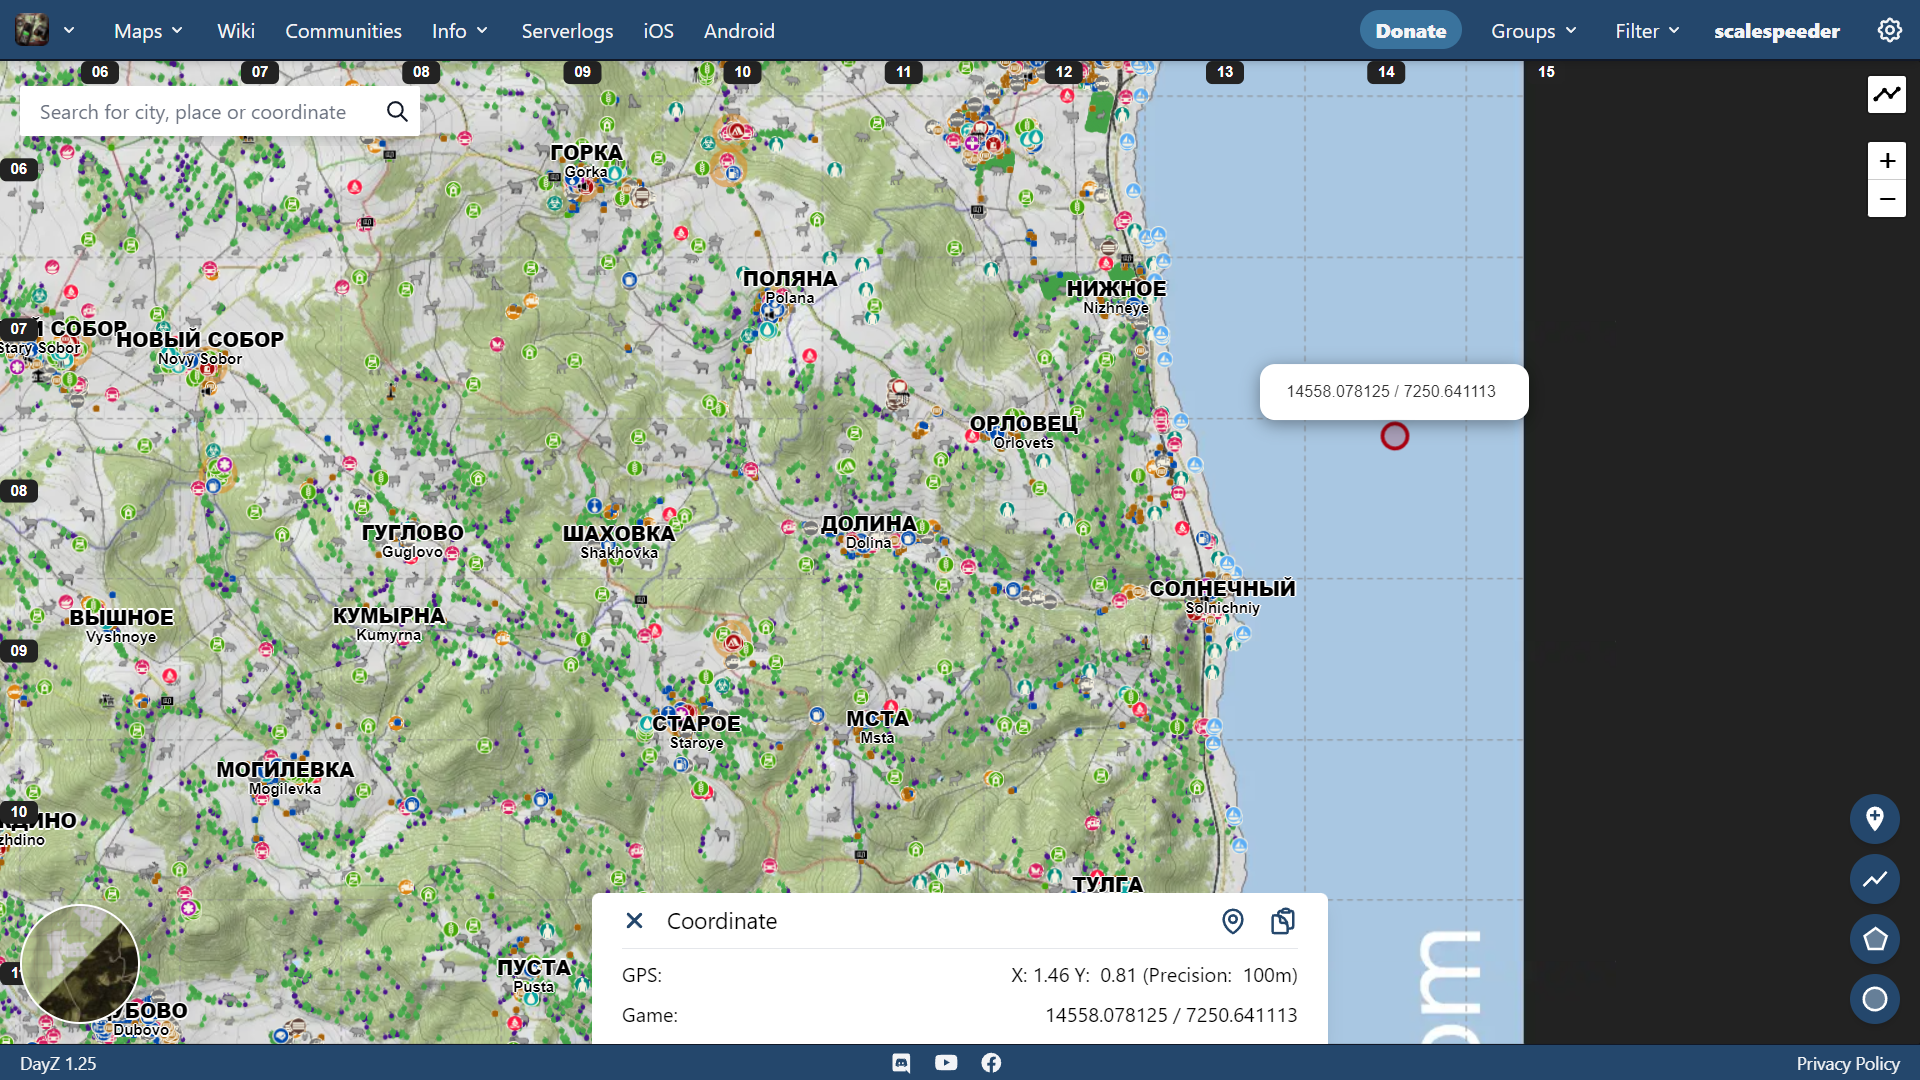 Maps
Wiki
Communities
Info
Serverlogs
iOS
Android
Donate
Groups
Filter
scalespeeder
06
07
08
09
10
11
12
13
14
15
Search for city, place or coordinate
06
ГОРКА
Gorka
ПОЛЯНА
Polana
НИЖНОЕ
Nizhneye
07
Й СОБОР
Stary Sobor
НОВЫЙ СОБОР
Novy Sobor
14558.078125 / 7250.641113
ОРЛОВЕЦ
Orlovets
08
ГУГЛОВО
Guglovo
ШАХОВКА
Shakhovka
ДОЛИНА
Dolina
СОЛНЕЧНЫЙ
Solnichniy
ВЫШНОЕ
Vyshnoye
КУМЫРНА
Kumyrna
09
СТАРОЕ
Staroye
МСТА
Msta
МОГИЛЕВКА
Mogilevka
10
ДИНО
zhdino
ТУЛГА
om
Coordinate
ПУСТА
Pusta
GPS:
X: 1.46 Y: 0.81 (Precision: 100m)
Game:
14558.078125 / 7250.641113
1
УБОВО
Dubovo
DayZ 1.25
Privacy Policy